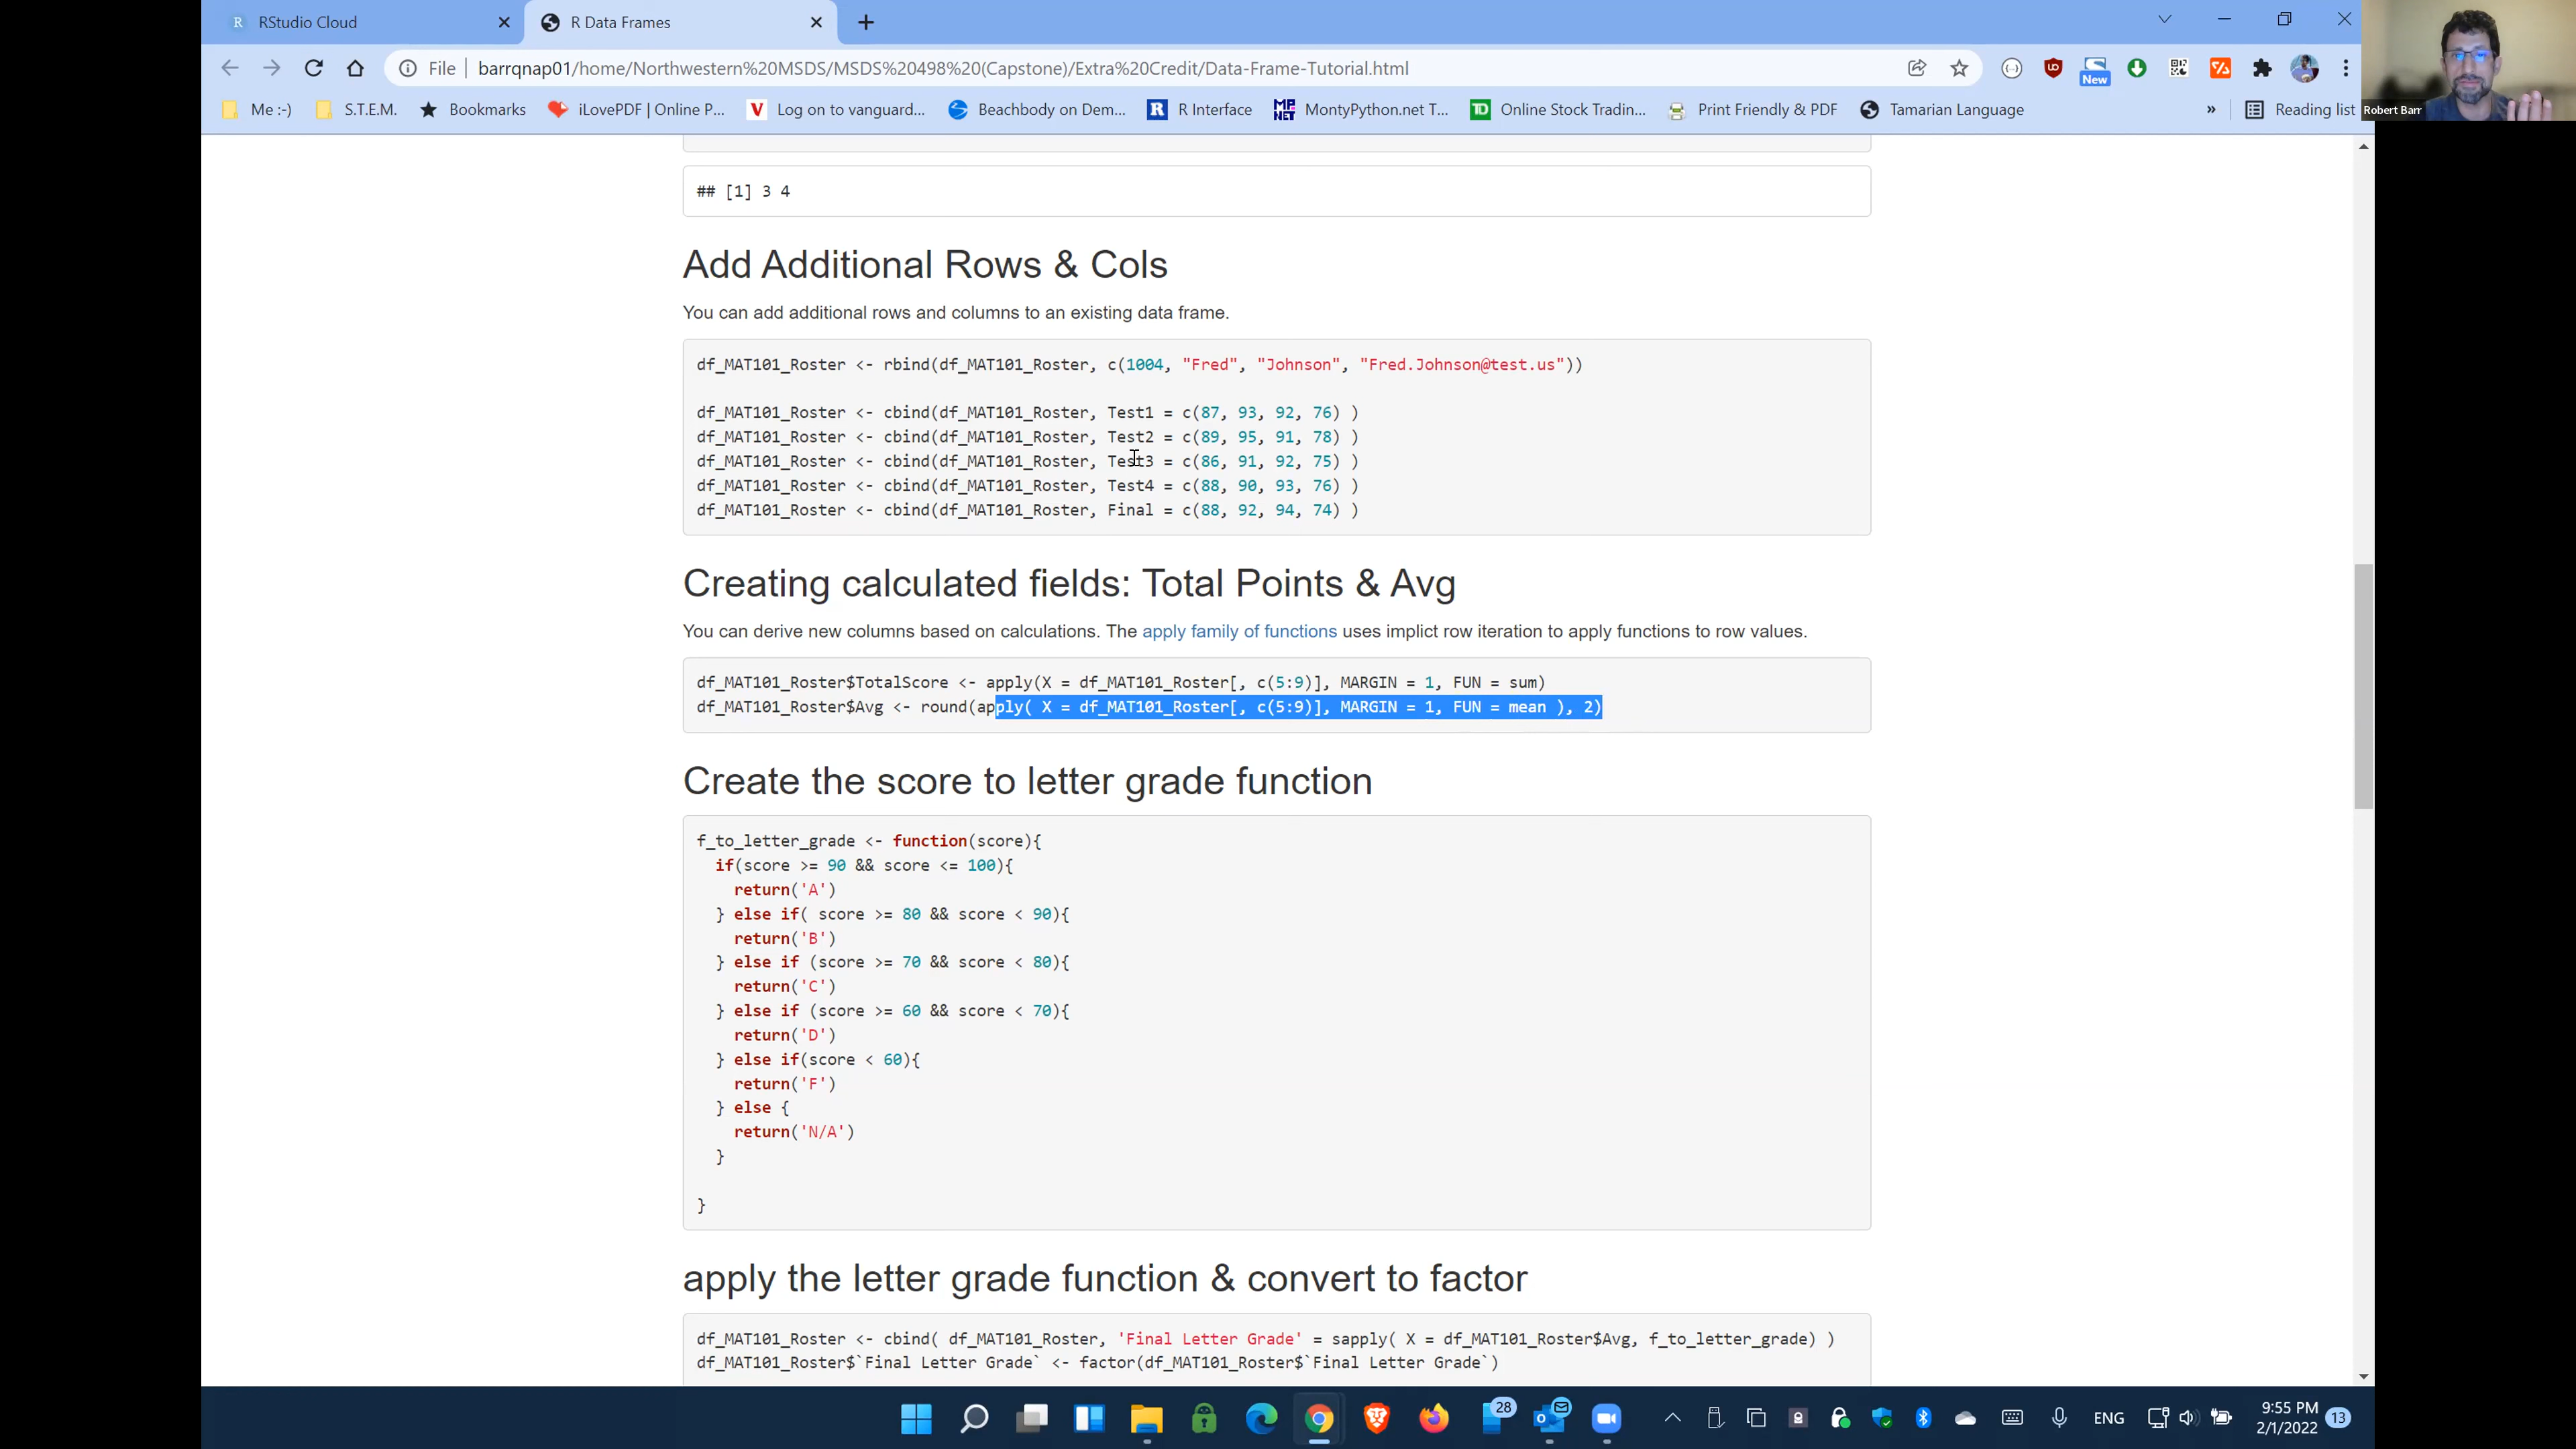 RStudio Cloud
R Data Frames
File
barrqnap01/home/Northwestern%20MSDS/MSDS%20498%20(Capstone)/Extra%20Credit/Data-Frame-Tutorial.html
New
Me :-)
S.T.E.M.
Bookmarks
iLovePDF | Online P...
Log on to vanguard...
Beachbody on Dem...
R Interface
MontyPython.net T...
Online Stock Tradin...
Print Friendly & PDF
Tamarian Language
»
Reading list
Robert Barr
## [1] 3 4
Add Additional Rows & Cols
You can add additional rows and columns to an existing data frame.
df_MAT101_Roster <- rbind(df_MAT101_Roster, c(1004, "Fred", "Johnson", "Fred.Johnson@test.us"))
df_MAT101_Roster <- cbind(df_MAT101_Roster, Test1 = c(87, 93, 92, 76) )
df_MAT101_Roster <- cbind(df_MAT101_Roster, Test2 = c(89, 95, 91, 78) )
df_MAT101_Roster <- cbind(df_MAT101_Roster, Test3 = c(86, 91, 92, 75) )
df_MAT101_Roster <- cbind(df_MAT101_Roster, Test4 = c(88, 90, 93, 76) )
df_MAT101_Roster <- cbind(df_MAT101_Roster, Final = c(88, 92, 94, 74) )
Creating calculated fields: Total Points & Avg
You can derive new columns based on calculations. The apply family of functions uses implict row iteration to apply functions to row values.
df_MAT101_Roster$TotalScore <- apply(X = df_MAT101_Roster[, c(5:9)], MARGIN = 1, FUN = sum)
df_MAT101_Roster$Avg <- round(apply( X = df_MAT101_Roster[, c(5:9)], MARGIN = 1, FUN = mean ), 2)
Create the score to letter grade function
f_to_letter_grade <- function(score){
if(score >= 90 && score <= 100){
return('A')
} else if( score >= 80 && score < 90){
return('B')
} else if (score >= 70 && score < 80){
return('C')
} else if (score >= 60 && score < 70){
return('D')
} else if(score < 60){
return('F')
} else {
return('N/A')
}
}
apply the letter grade function & convert to factor
df_MAT101_Roster <- cbind( df_MAT101_Roster, 'Final Letter Grade' = sapply( X = df_MAT101_Roster$Avg, f_to_letter_grade) )
df_MAT101_Roster$`Final Letter Grade` <- factor(df_MAT101_Roster$`Final Letter Grade`)
28
ENG
9:55 PM
2/1/2022
13